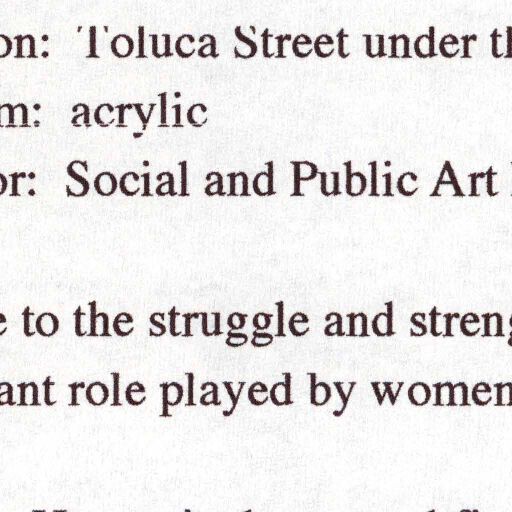 on: Toluca Street under th
m: acrylic
or: Social and Public Art
e to the struggle and streng
ant role played by women